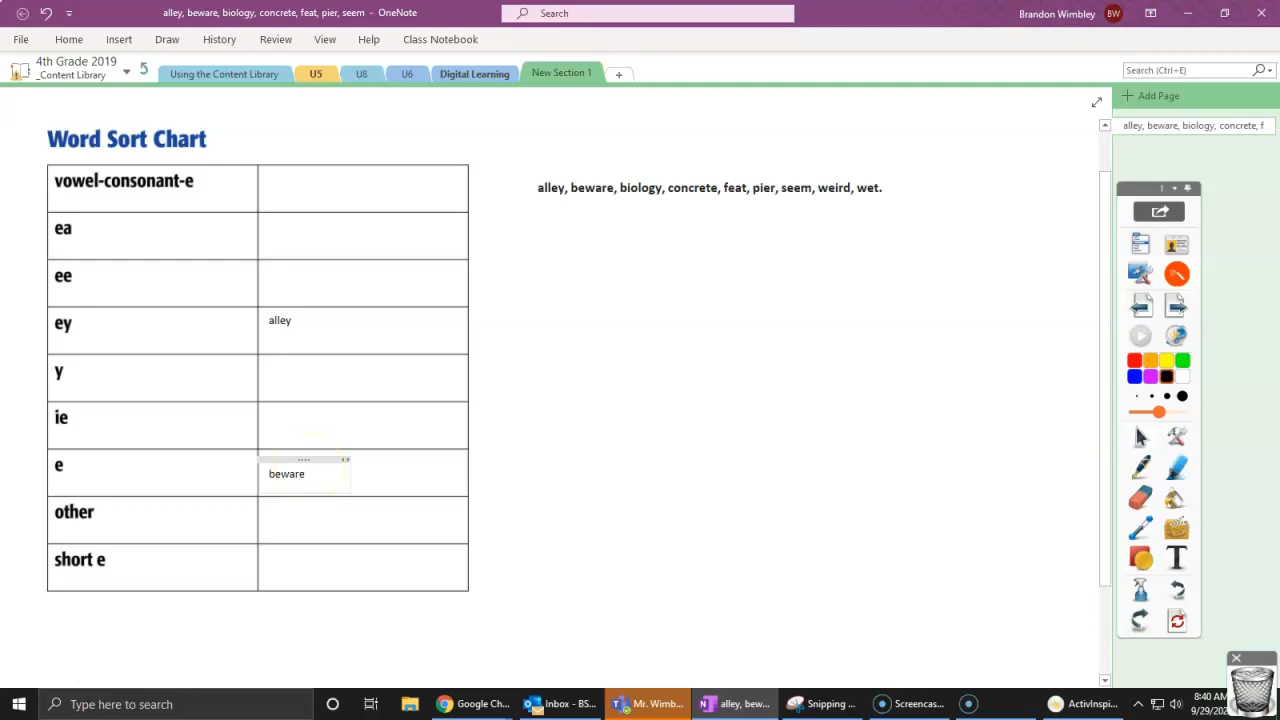 alley, beware, biology, concrete, feat, pier, seem - OneNote
Search
Brandon Wimbley BW
File Home Insert Draw History Review View Help Class Notebook
4th Grade 2019
_Content Library
Using the Content Library U5 U8 U6 Digital Learning New Section 1
Search (Ctrl+E)
Add Page
alley, beware, biology, concrete, f
Word Sort Chart
vowel-consonant-e
alley, beware, biology, concrete, feat, pier, seem, weird, wet.
ea
ee
ey alley
y
ie
e beware
other
short e
T
Type here to search
Google Ch...
Inbox - BS...
Mr. Wimb...
alley, bew...
Snipping ...
Screencas...
ActivInspi...
8:40 AM